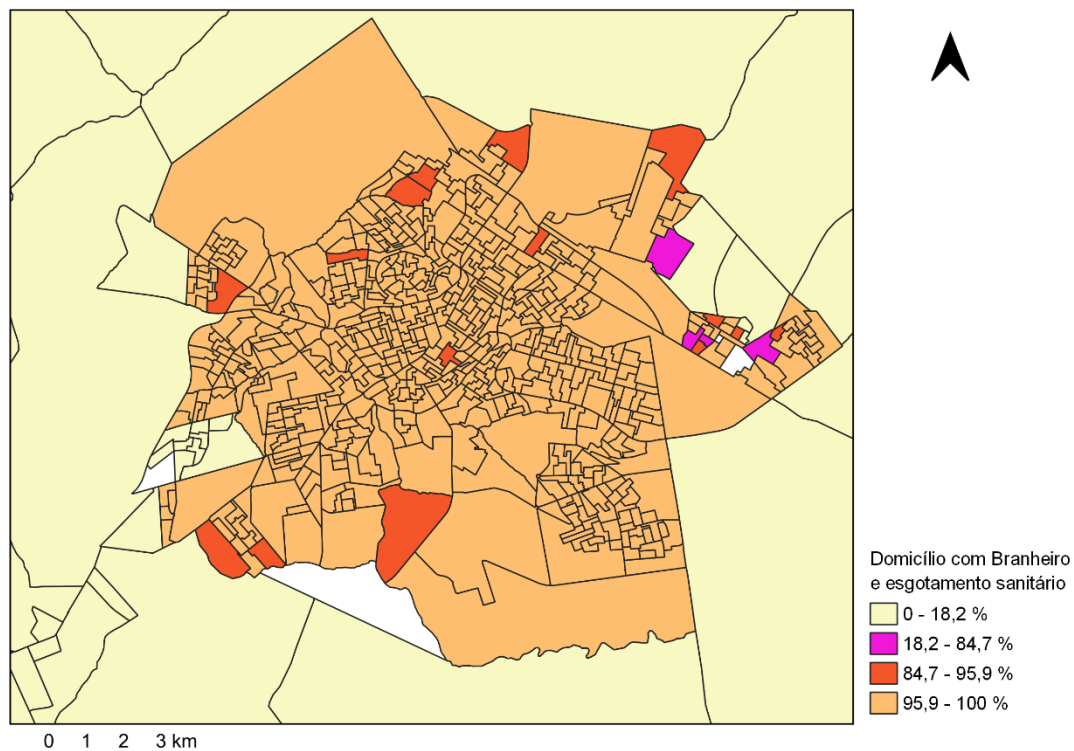 Domicílio com Branheiro
e esgotamento sanitário
0 - 18,2 %
18,2 - 84,7 %
84,7 - 95,9 %
95,9 - 100 %
0 1 2 3 km